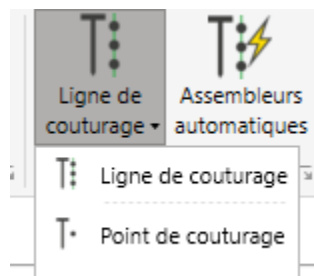 Ligne de
couturage
Assembleurs
automatiques
Ligne de couturage
Point de couturage